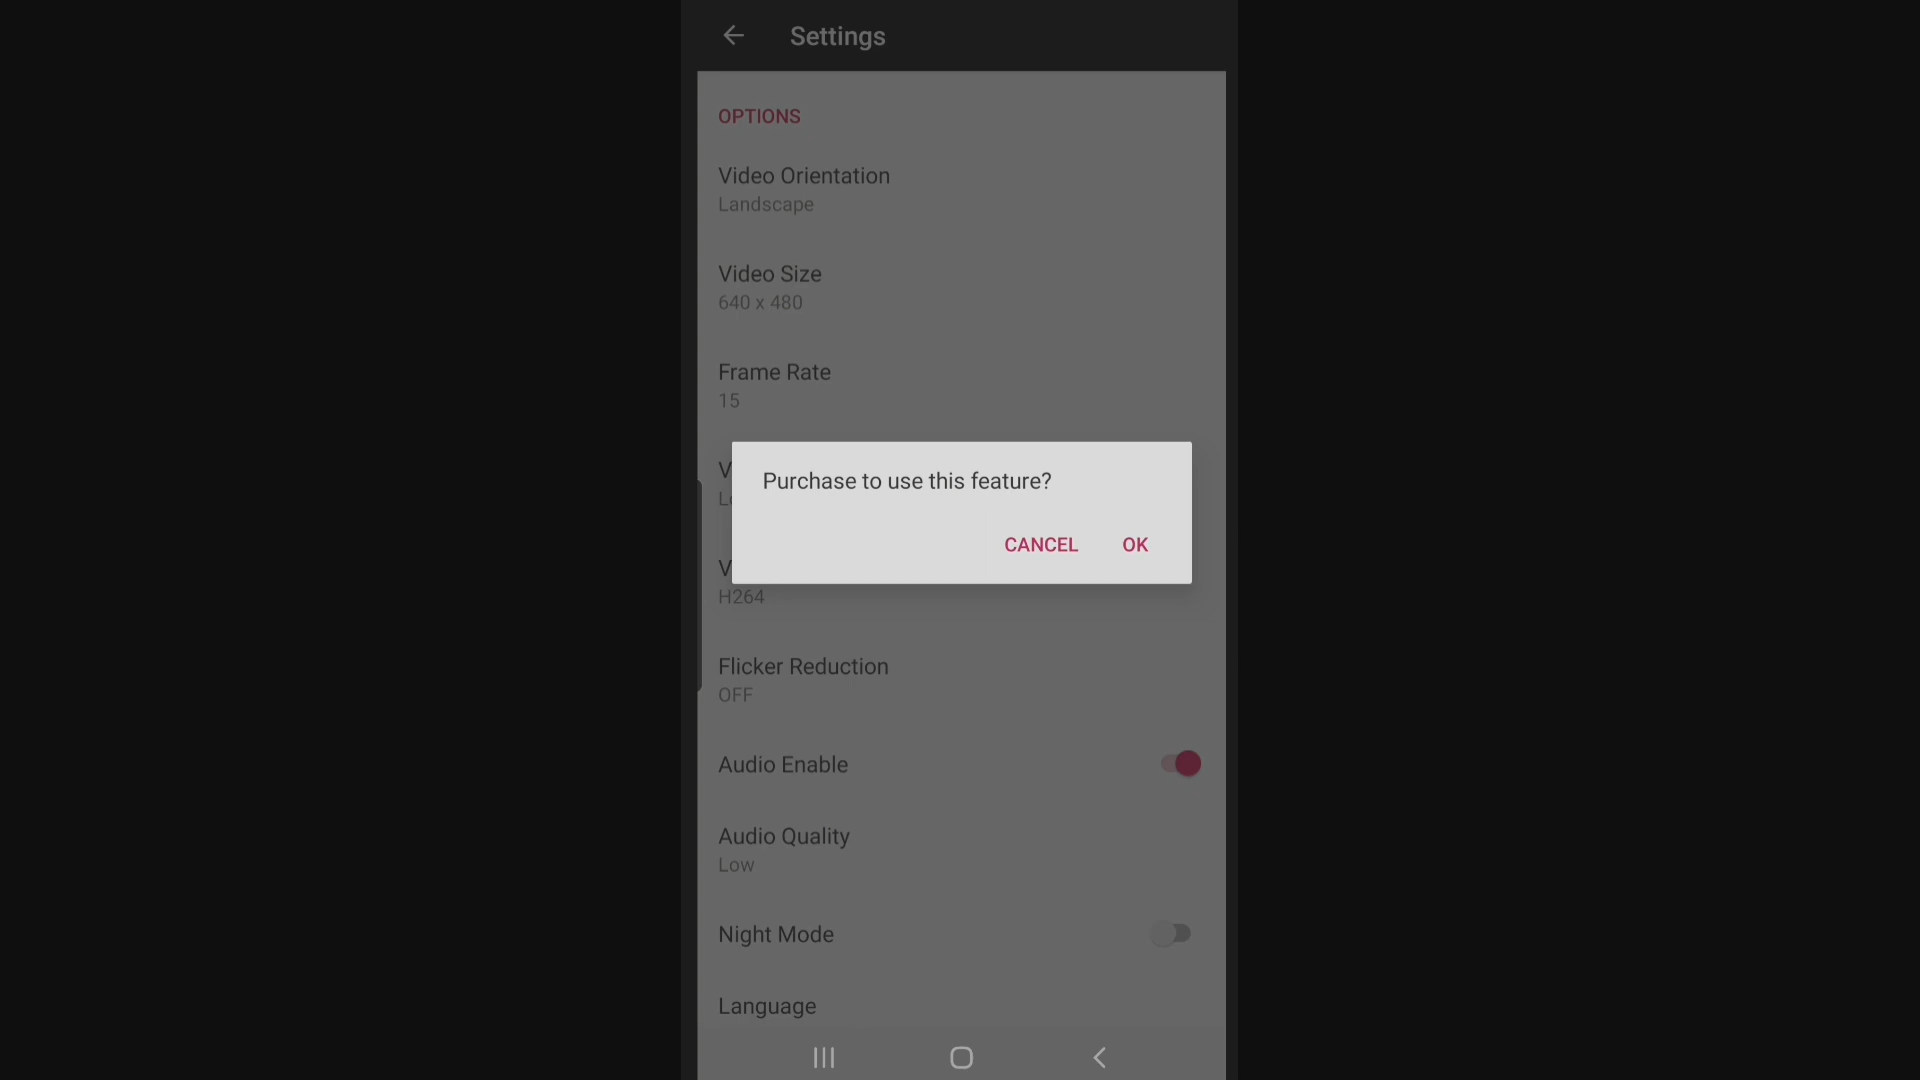 Settings
OPTIONS
Video Orientation
Landscape
Video Size
640 x 480
Frame Rate
15
Purchase to use this feature?
CANCEL OK
H264
Flicker Reduction
OFF
Audio Enable
Audio Quality
Low
Night Mode
Language